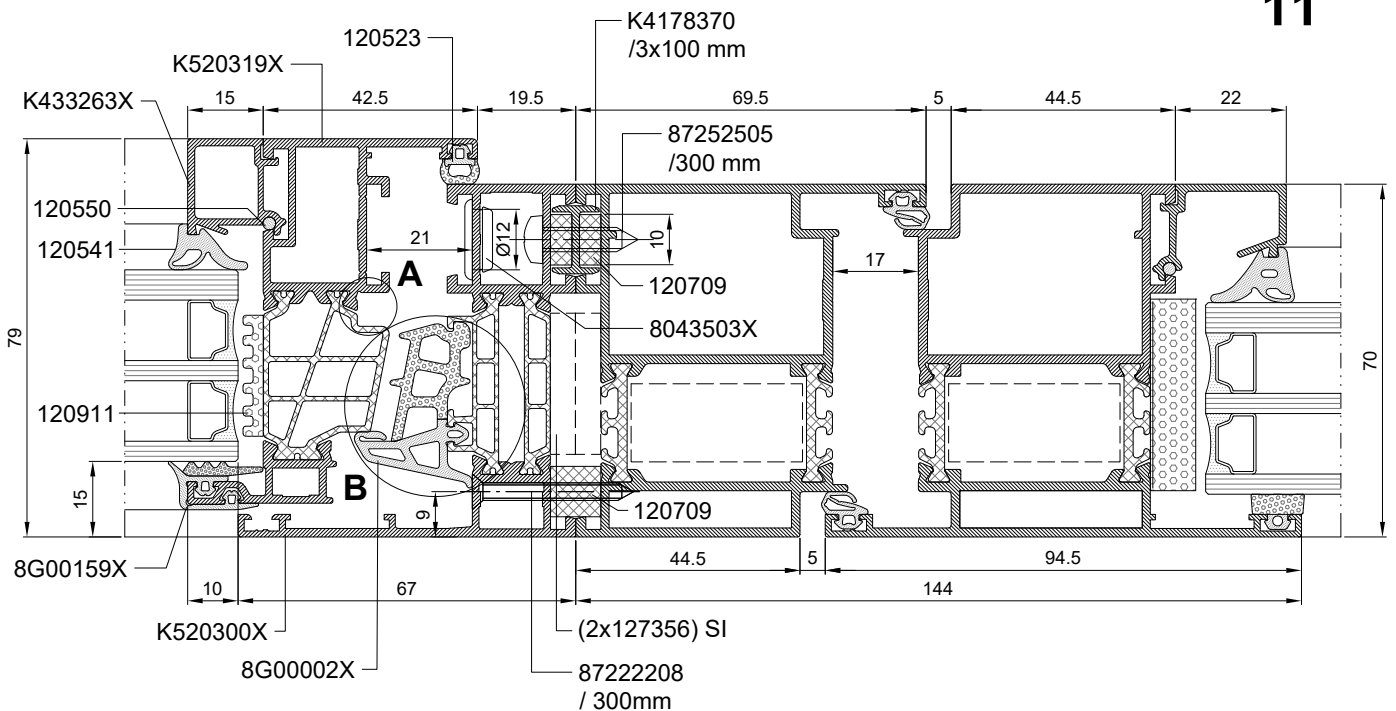 11
K4178370
/3x100 mm
120523
K520319X
K433263X
15
42.5
19.5
69.5
5
44.5
22
87252505
/300 mm
120550
120541
21
Ø12
10
17
A
120709
8043503X
79
70
120911
B
15
9
120709
8G00159X
44.5
5
94.5
10
67
144
K520300X
(2x127356) SI
8G00002X
87222208
/ 300mm